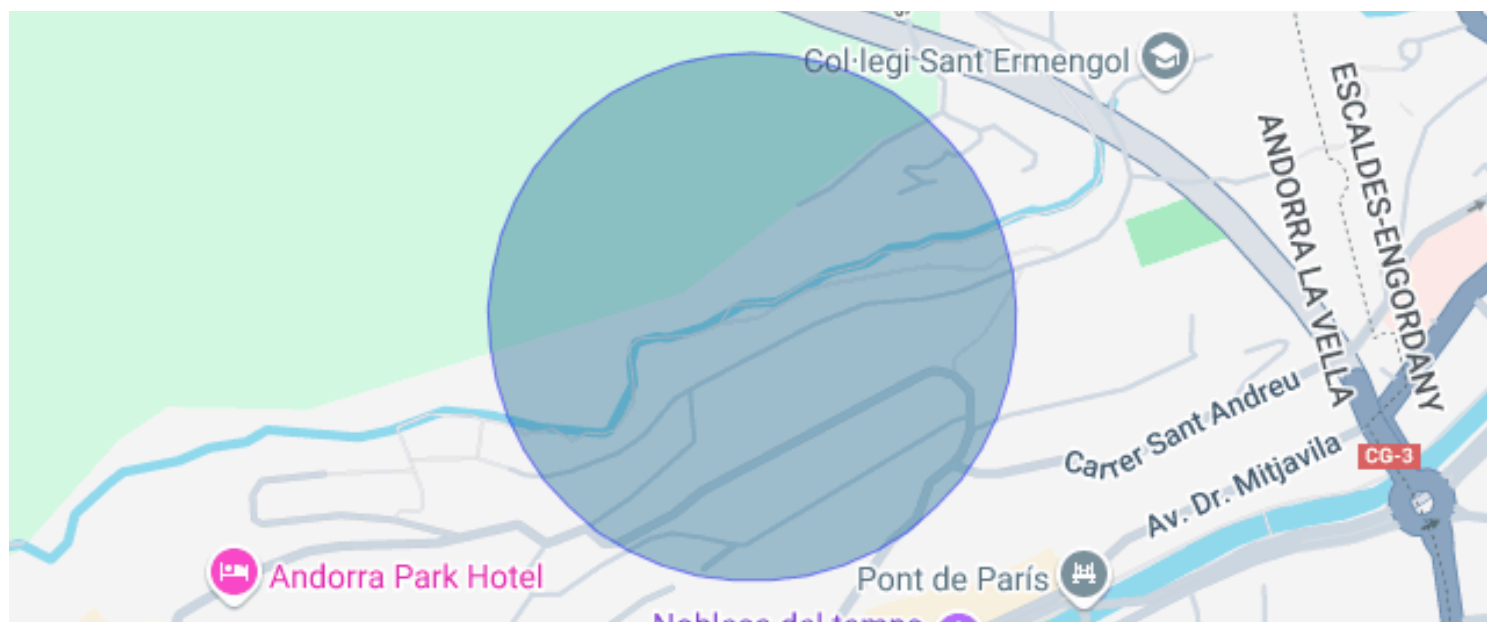 Col·legi Sant Ermengol
ESCALDES-ENGORDANY
ANDORRA LA VELLA
Carrer Sant Andreu
CG-3
Av. Dr. Mitjavila
Andorra Park Hotel
Pont de París